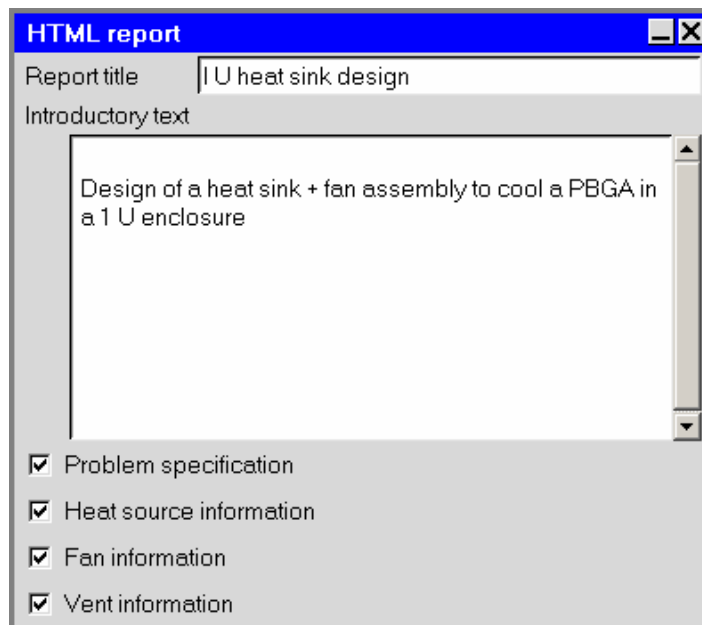 HTML report
Report title l U heat sink design
Introductory text
Design of a heat sink + fan assembly to cool a PBGA in
a 1 U enclosure
Problem specification
Heat source information
Fan information
Vent information